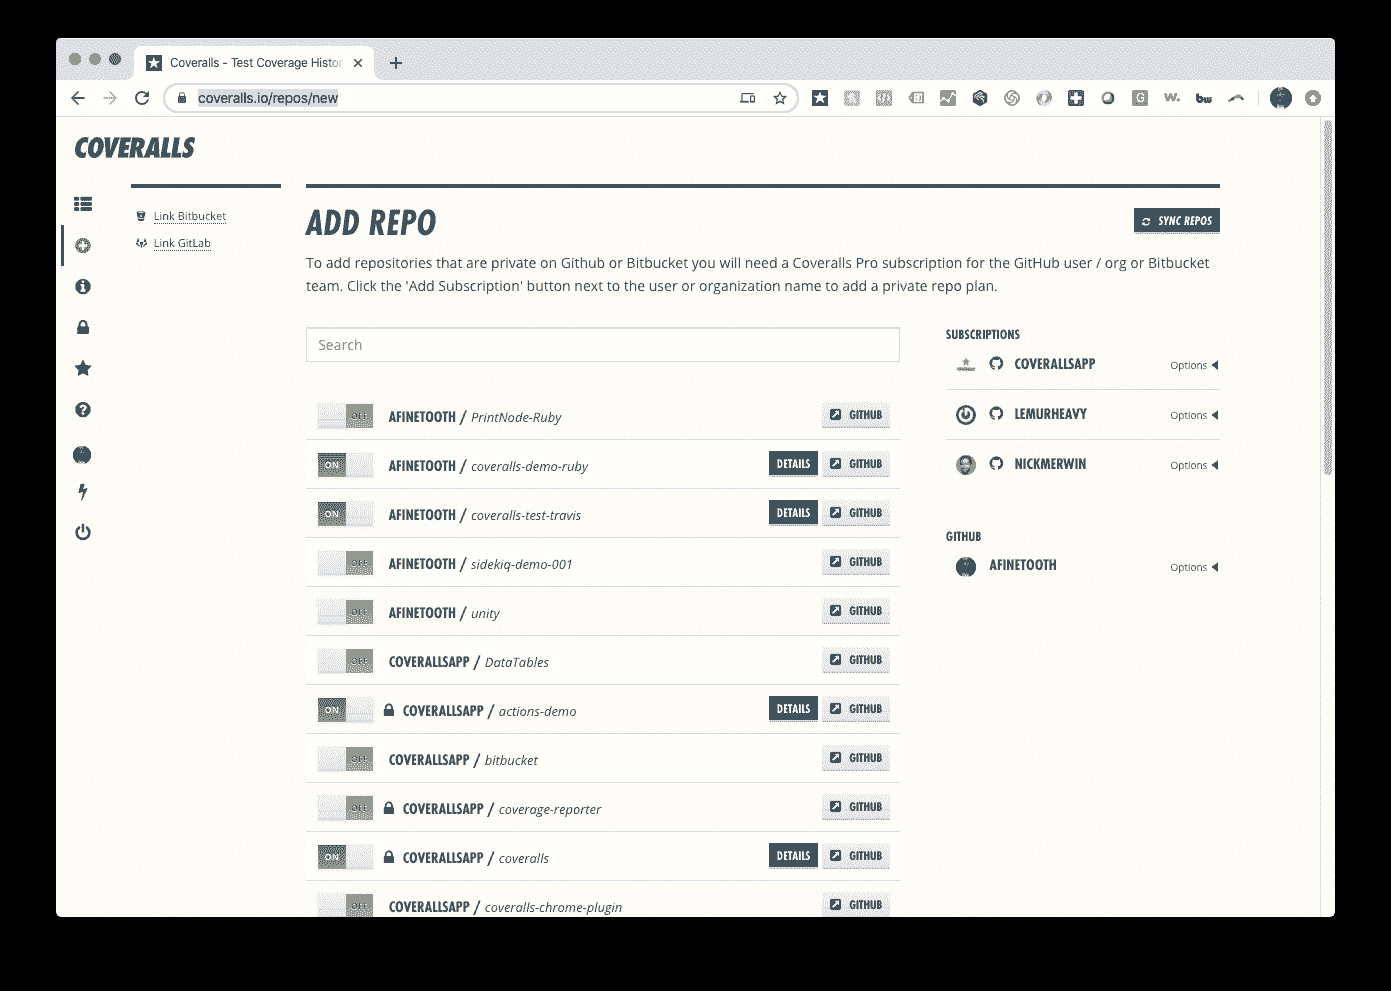 Coveralls - Test Coverage Histor
coveralls.io/repos/new
COVERALLS
Link Bitbucket
Link GitLab
ADD REPO
SYNC REPOS
To add repositories that are private on Github or Bitbucket you will need a Coveralls Pro subscription for the GitHub user / org or Bitbucket
team. Click the 'Add Subscription' button next to the user or organization name to add a private repo plan.
Search
OFF AFINETOOTH / PrintNode-Ruby GITHUB
ON AFINETOOTH / coveralls-demo-ruby DETAILS GITHUB
ON AFINETOOTH / coveralls-test-travis DETAILS GITHUB
OFF AFINETOOTH / sidekiq-demo-001 GITHUB
OFF AFINETOOTH / unity GITHUB
OFF COVERALLSAPP / DataTables GITHUB
ON COVERALLSAPP / actions-demo DETAILS GITHUB
OFF COVERALLSAPP / bitbucket GITHUB
OFF COVERALLSAPP / coverage-reporter GITHUB
ON COVERALLSAPP / coveralls DETAILS GITHUB
OFF COVERALLSAPP / coveralls-chrome-plugin GITHUB
SUBSCRIPTIONS
COVERALLSAPP Options
LEMURHEAVY Options
NICKMERWIN Options
GITHUB
AFINETOOTH Options